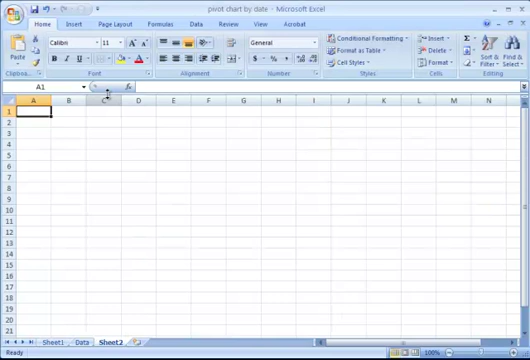 pivot chart by date - Microsoft Excel
Home Insert Page Layout Formulas Data Review View Add-Ins
Paste
Calibri 11 A A
B I U A
General
$ % ,
Conditional Formatting
Format as Table
Cell Styles
Insert
Delete
Format
Σ
Sort & Filter
Find & Select
Clipboard Font Alignment Number Styles Cells Editing
A1 fx
A B C D E F G H I J K L M N
1
2
3
4
5
6
7
8
9
10
11
12
13
14
15
16
17
18
19
20
21
Sheet1 Data Sheet2
Ready 100%